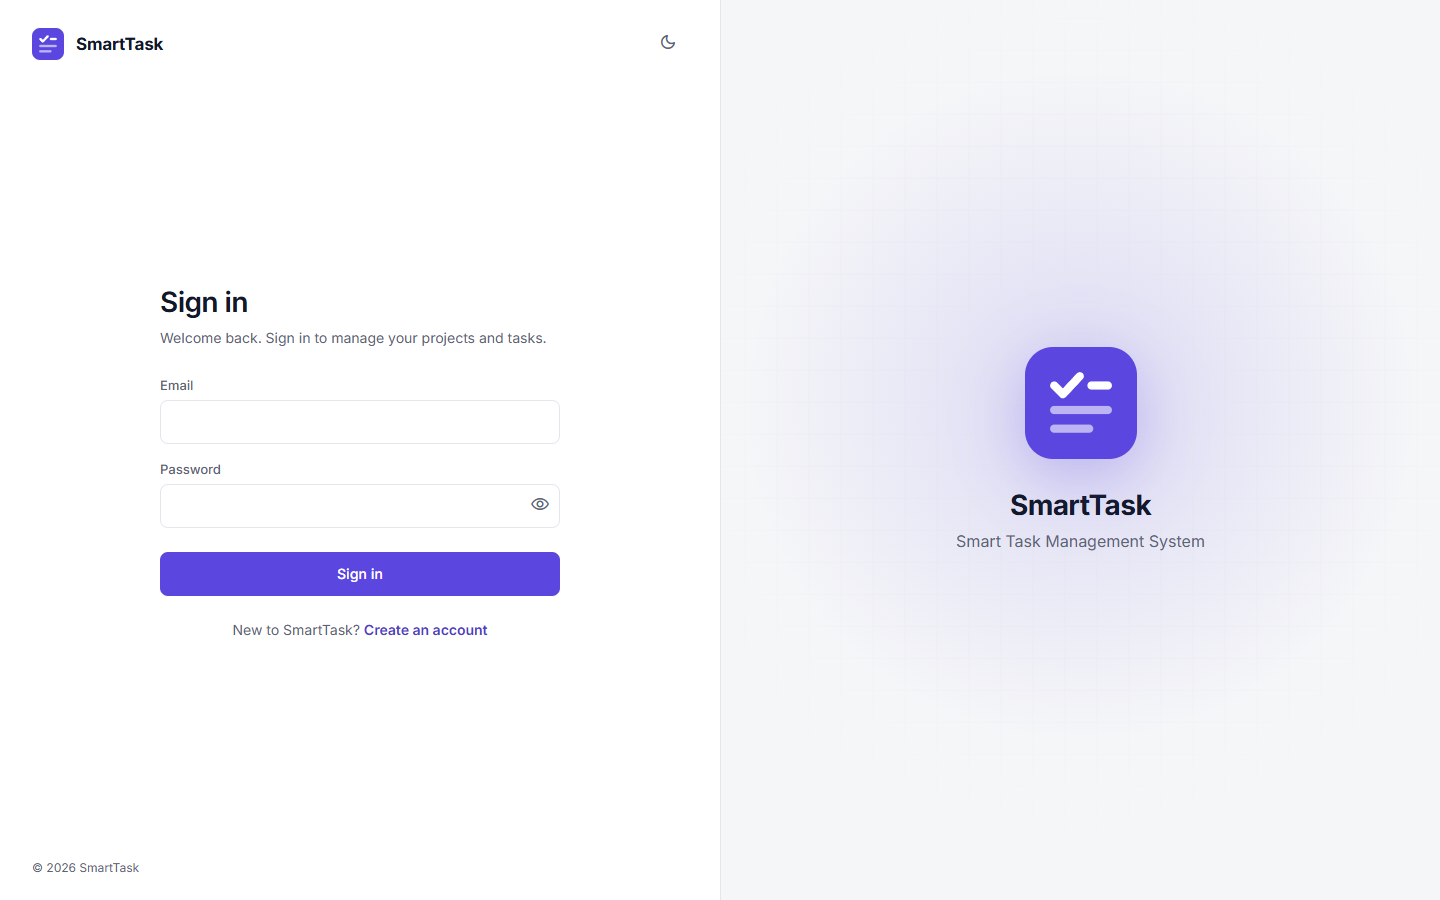 SmartTask
Sign in
Welcome back. Sign in to manage your projects and tasks.
Email
Password
Sign in
New to SmartTask? Create an account
© 2026 SmartTask
SmartTask
Smart Task Management System